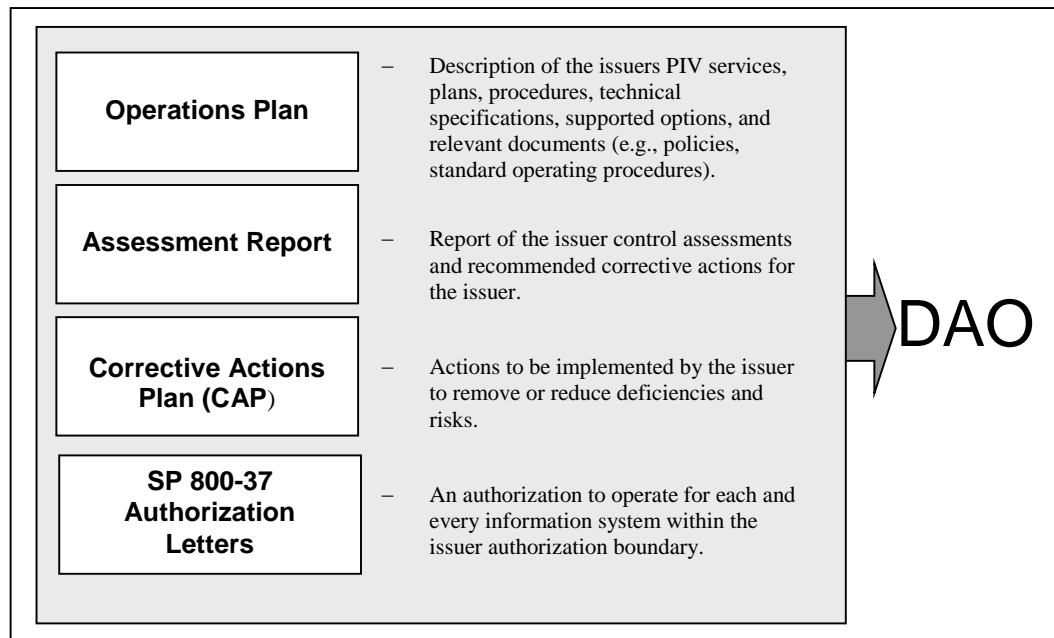 Operations Plan
– Description of the issuers PIV services,
plans, procedures, technical
specifications, supported options, and
relevant documents (e.g., policies,
standard operating procedures).
Assessment Report
– Report of the issuer control assessments
and recommended corrective actions for
the issuer.
Corrective Actions
Plan (CAP)
– Actions to be implemented by the issuer
to remove or reduce deficiencies and
risks.
SP 800-37
Authorization
Letters
– An authorization to operate for each and
every information system within the
issuer authorization boundary.
DAO